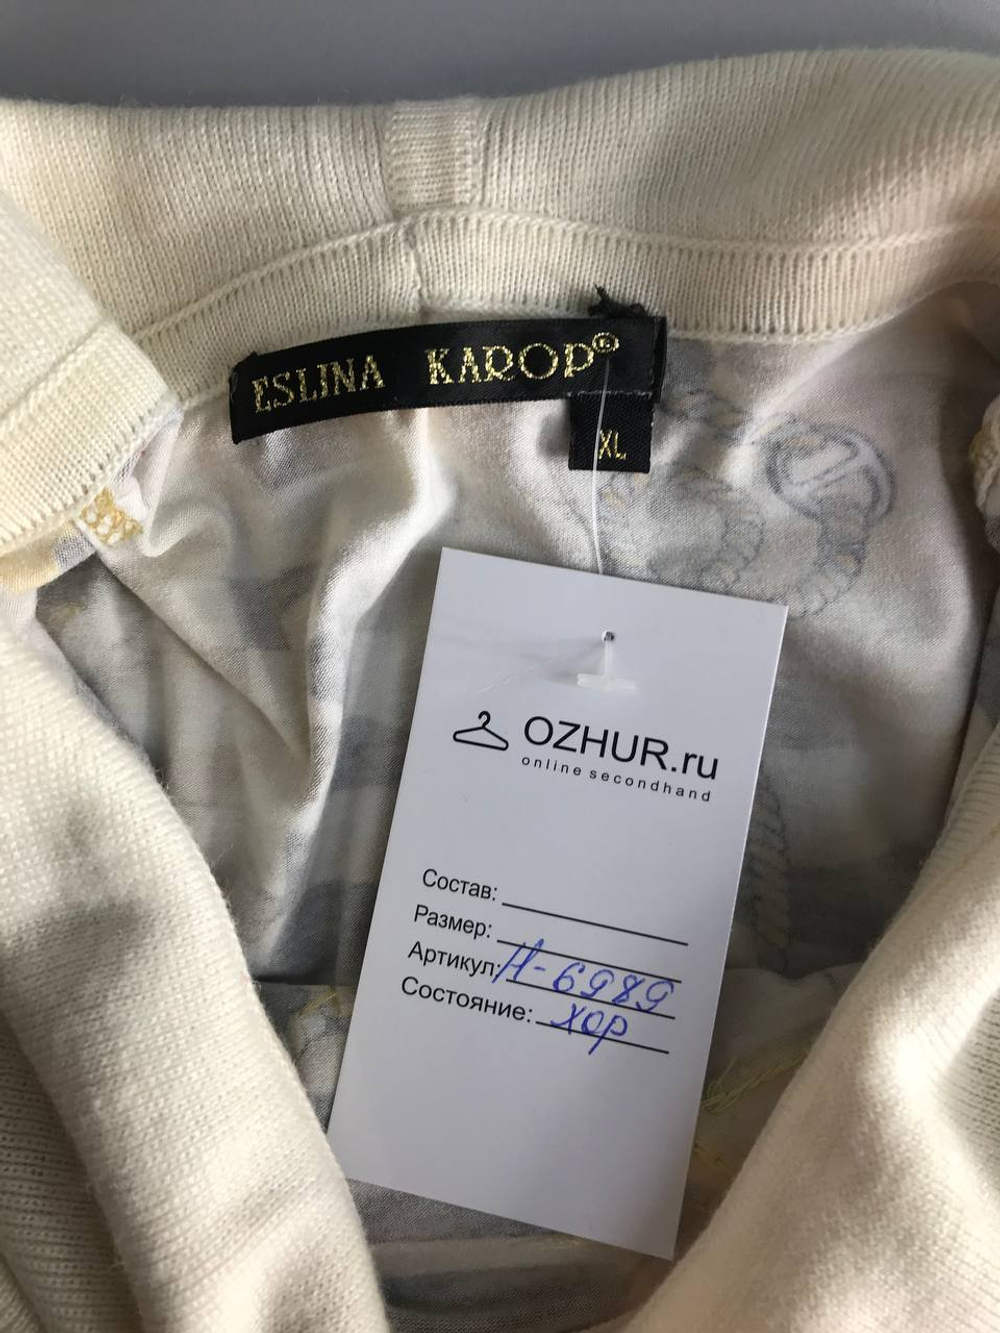 ESLINA KAROP®
XL
OZHUR.ru
online secondhand
Состав:
Размер:
Артикул: Н-6989
Состояние: хор